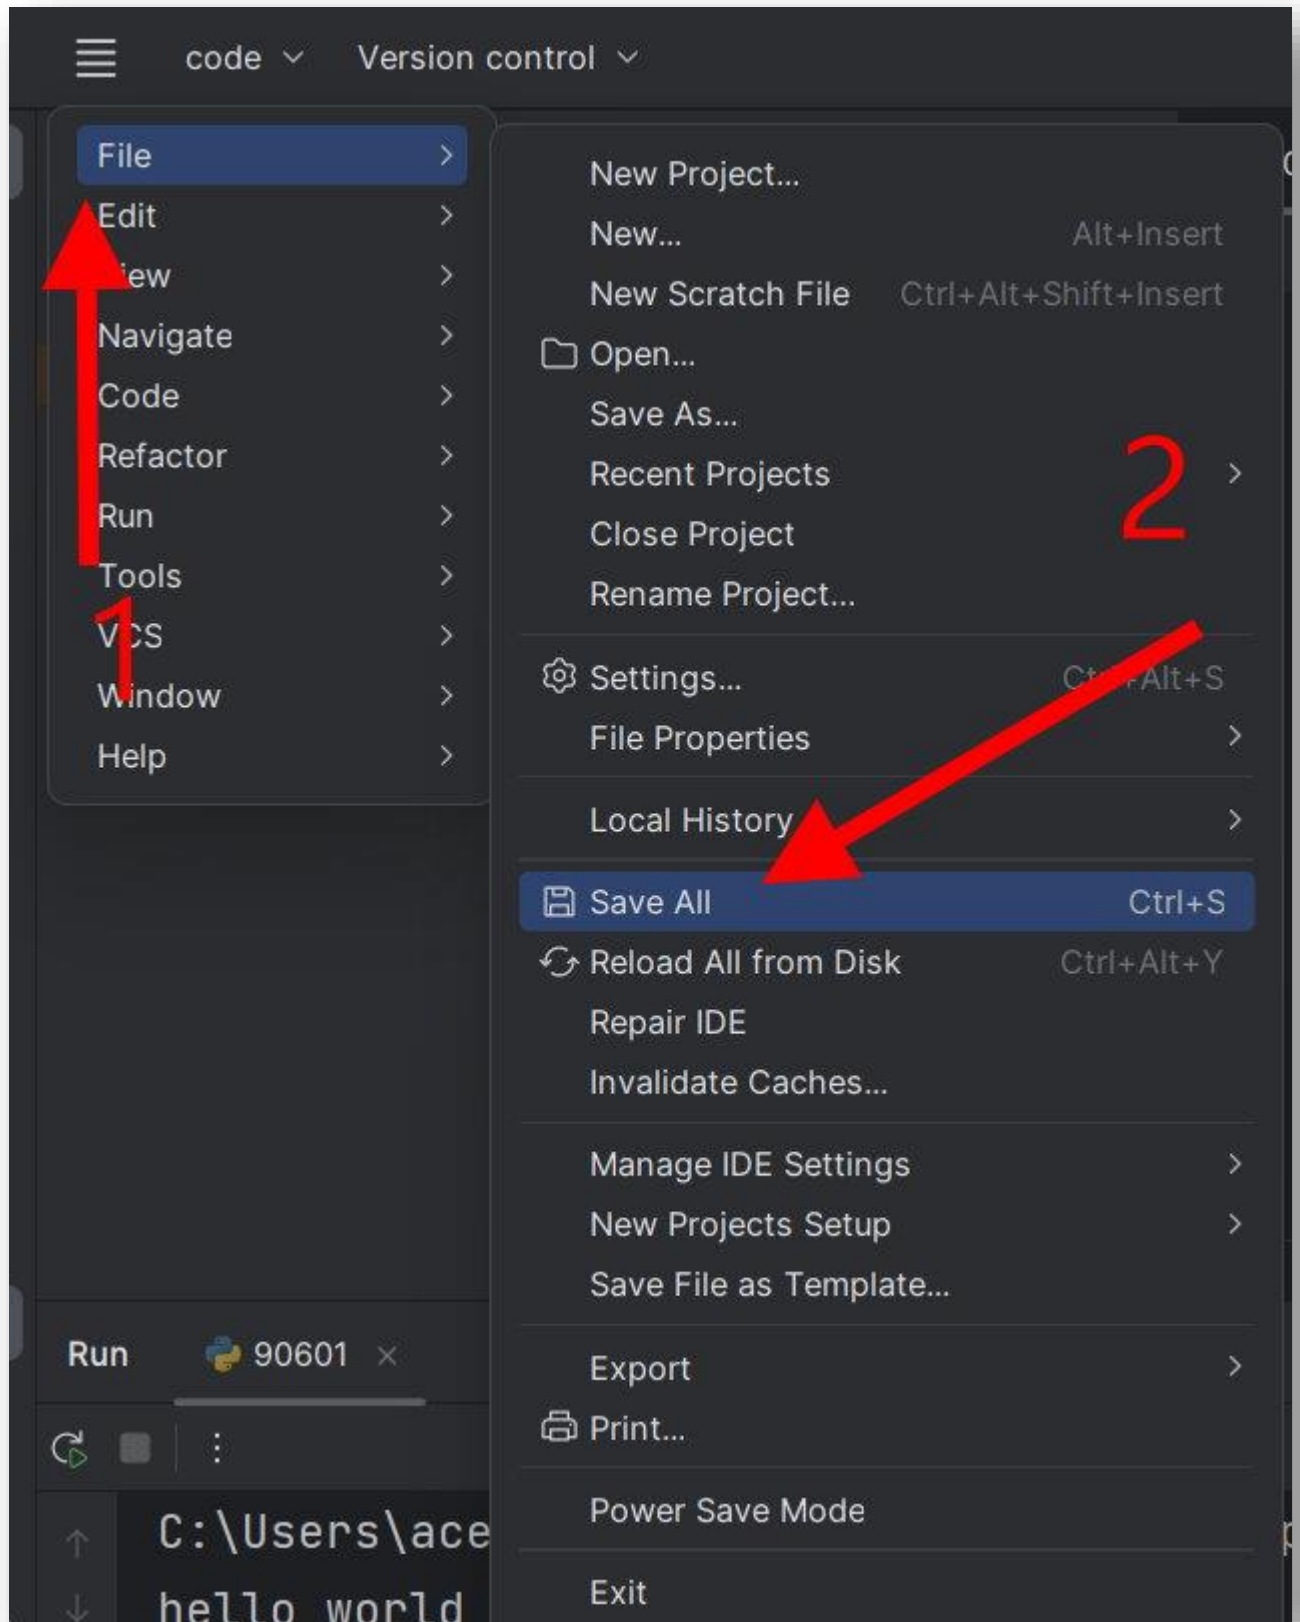 code Version control
File
Edit
View
Navigate
Code
Refactor
Run
Tools
VCS
Window
Help
1
New Project...
New... Alt+Insert
New Scratch File Ctrl+Alt+Shift+Insert
Open...
Save As...
Recent Projects
2
Close Project
Rename Project...
Settings... Ctrl+Alt+S
File Properties
Local History
Save All Ctrl+S
Reload All from Disk Ctrl+Alt+Y
Repair IDE
Invalidate Caches...
Manage IDE Settings
New Projects Setup
Save File as Template...
Export
Print...
Power Save Mode
Exit
Run 90601
C:\Users\ace
hello world